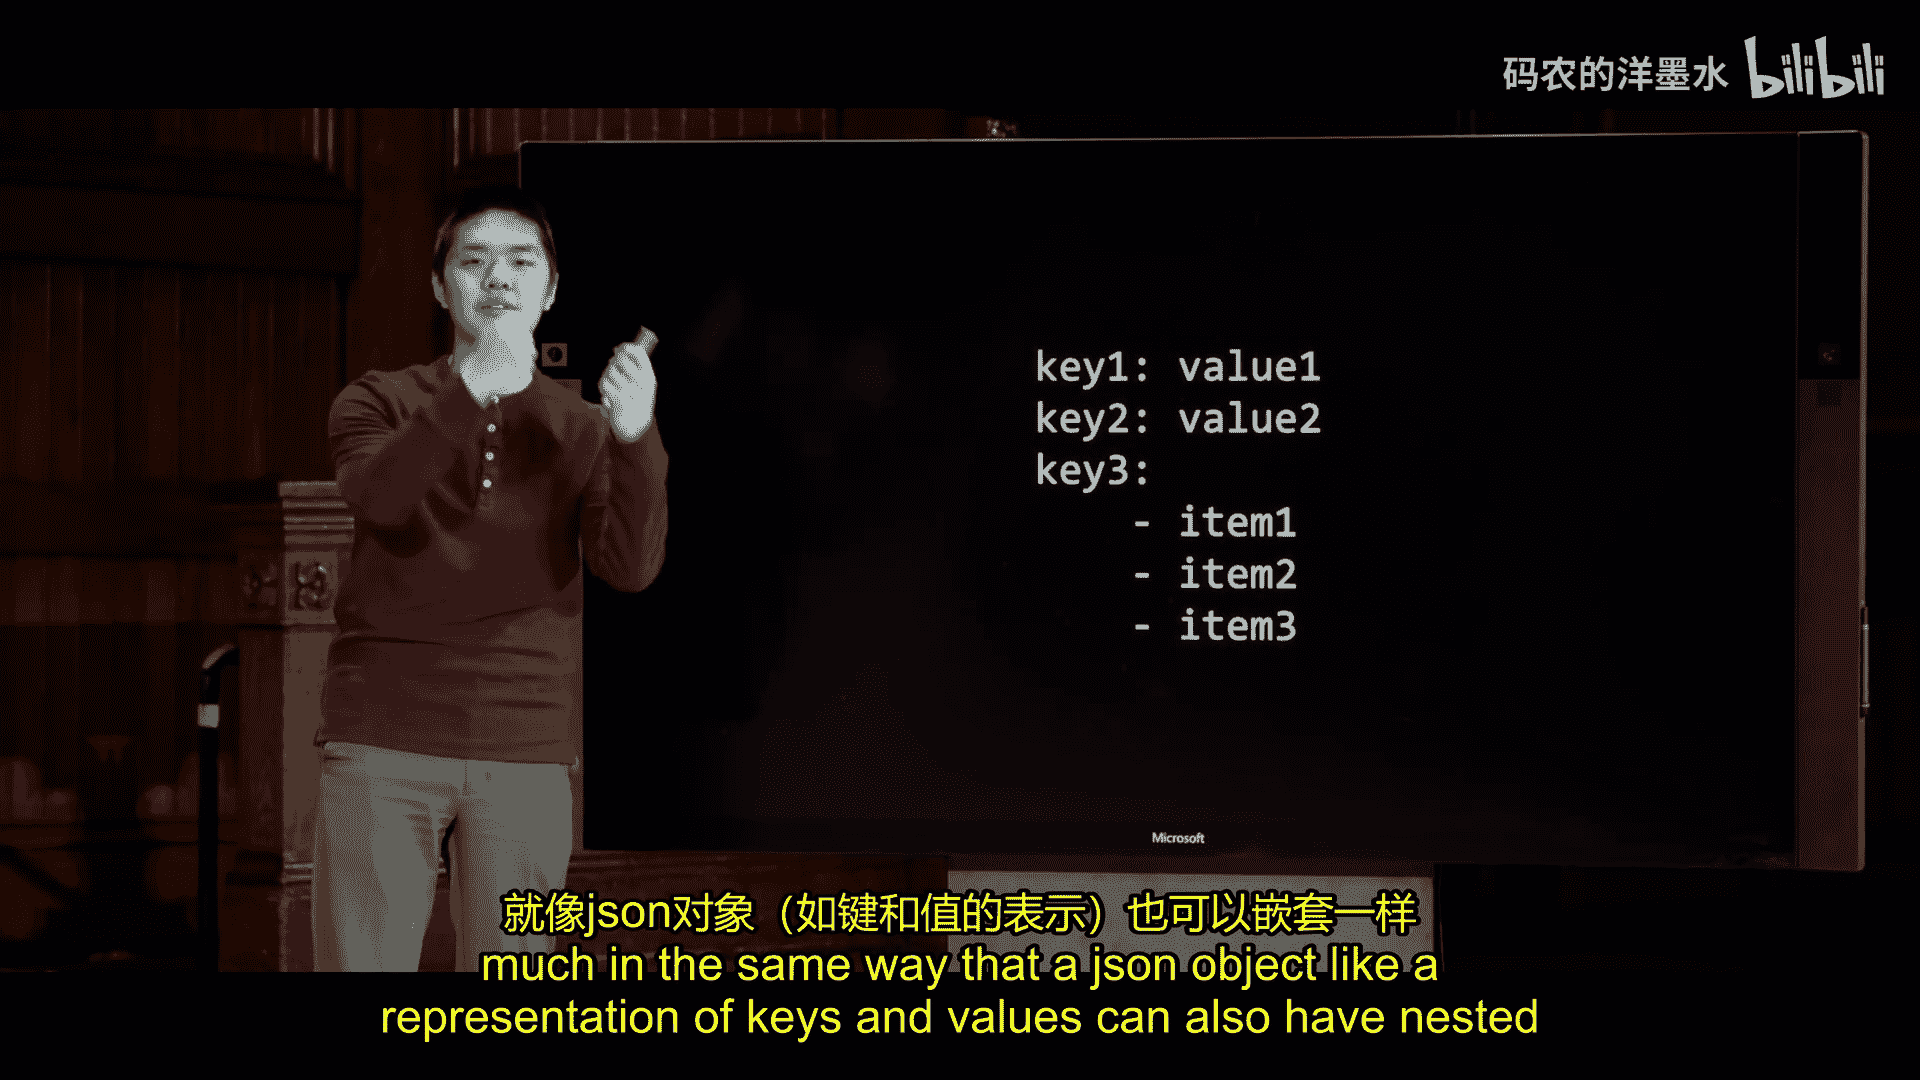 码农的洋墨水 bilibili
key1: value1
key2: value2
key3:
- item1
- item2
- item3
Microsoft
就像json对象（如键和值的表示）也可以嵌套一样
much in the same way that a json object like a
representation of keys and values can also have nested